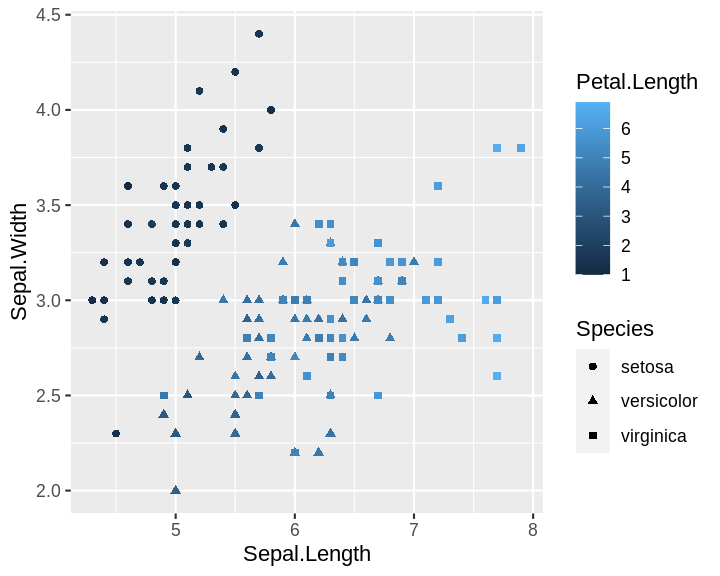 4.5
4.0
3.5
3.0
2.5
2.0
Sepal.Width
5 6 7 8
Sepal.Length
Petal.Length
6
5
4
3
2
1
Species
setosa
versicolor
virginica